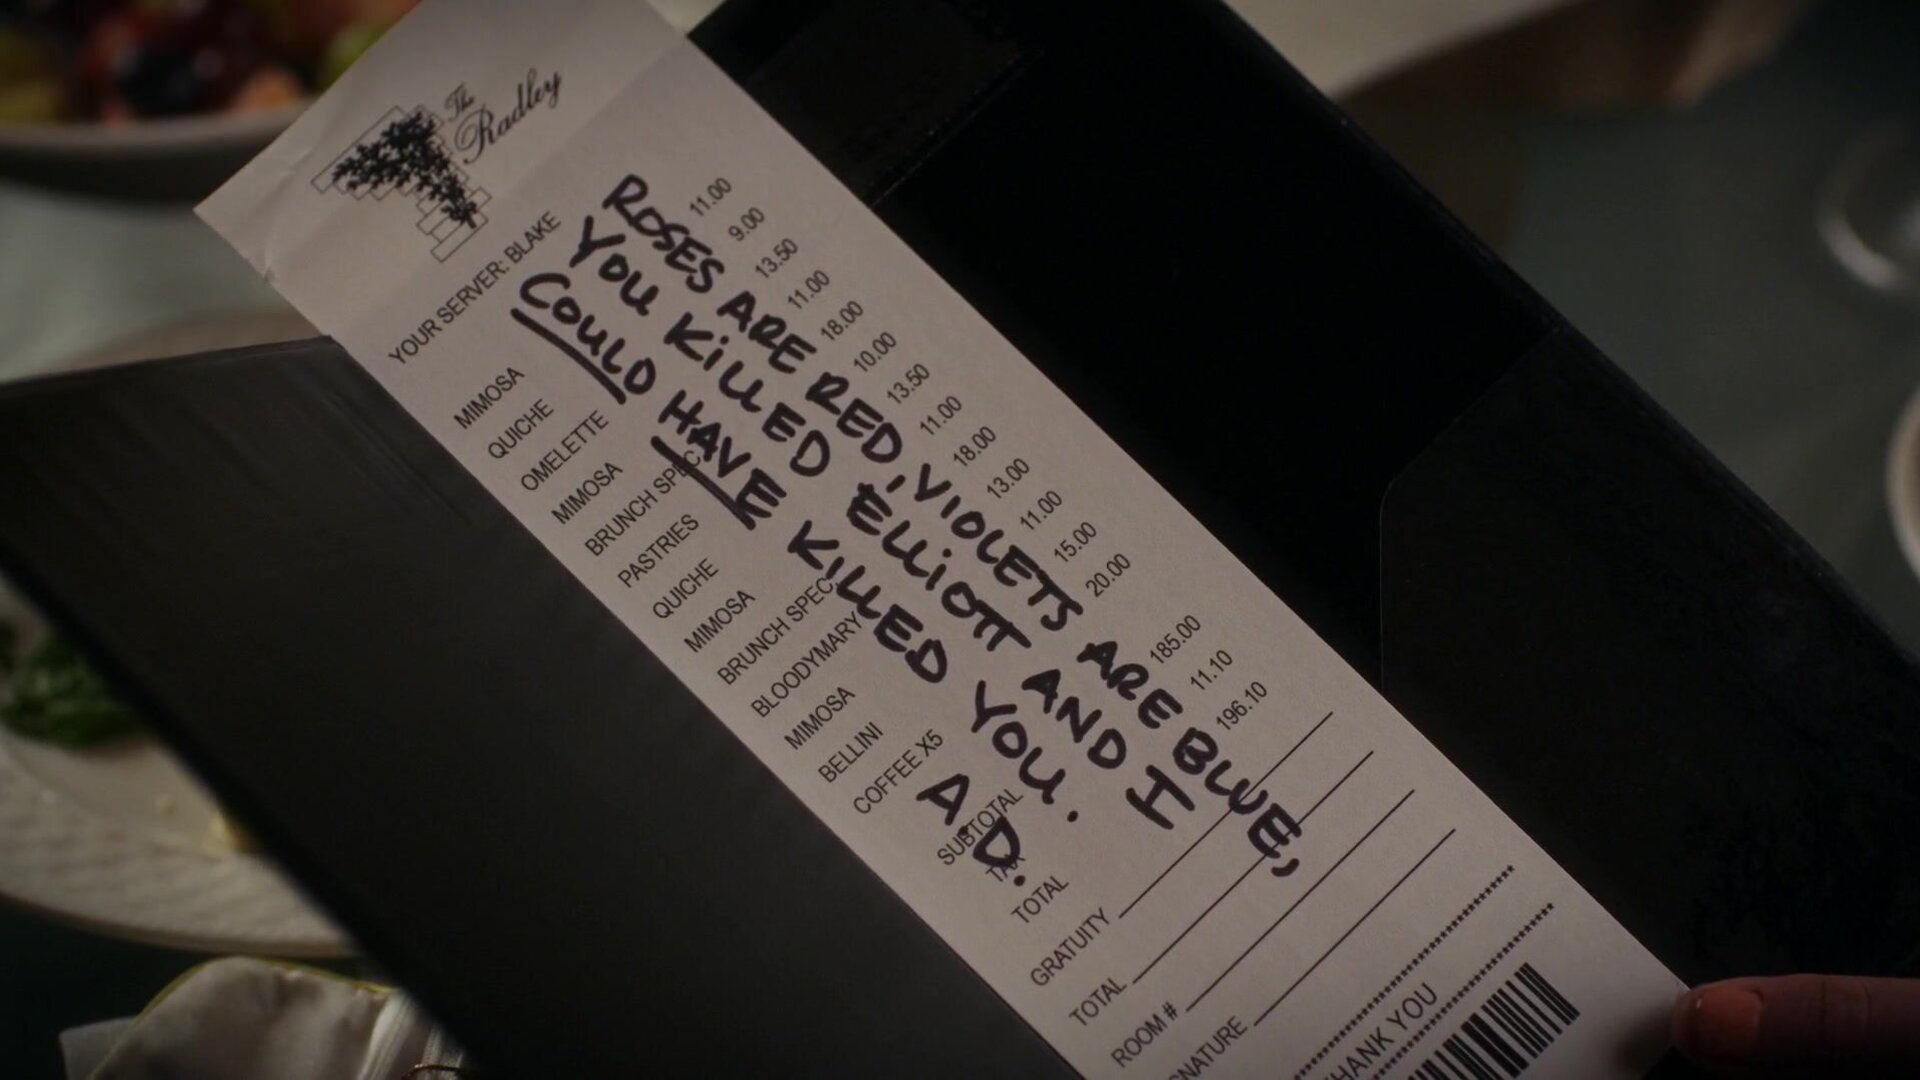 The
Radley
YOUR SERVER: BLAKE
MIMOSA 11.00
QUICHE 9.00
OMELETTE 13.50
MIMOSA 11.00
BRUNCH SPEC 18.00
PASTRIES 10.00
QUICHE 13.50
MIMOSA 11.00
BRUNCH SPEC 18.00
BLOODYMARY 13.00
MIMOSA 11.00
BELLINI 15.00
COFFEE X5 20.00
SUBTOTAL 185.00
TAX 11.10
TOTAL 196.10
GRATUITY
TOTAL
ROOM #
SIGNATURE
THANK YOU
ROSES ARE RED, VIOLETS ARE BLUE,
YOU KILLED ELLIOTT AND I
COULD HAVE KILLED YOU.
A.D.